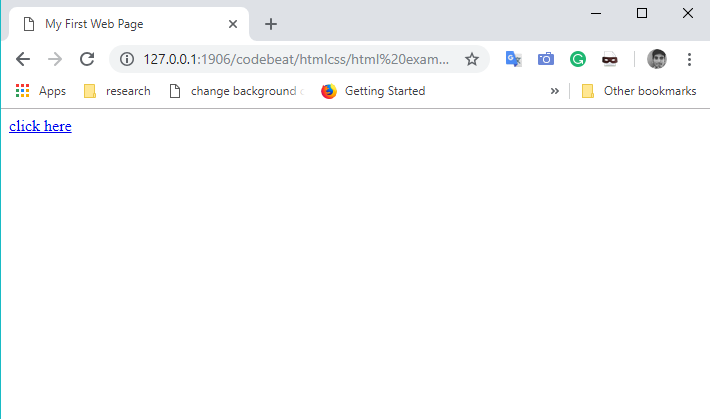 My First Web Page
127.0.0.1:1906/codebeat/htmlcss/html%20exam...
Apps research change background Getting Started » Other bookmarks
click here